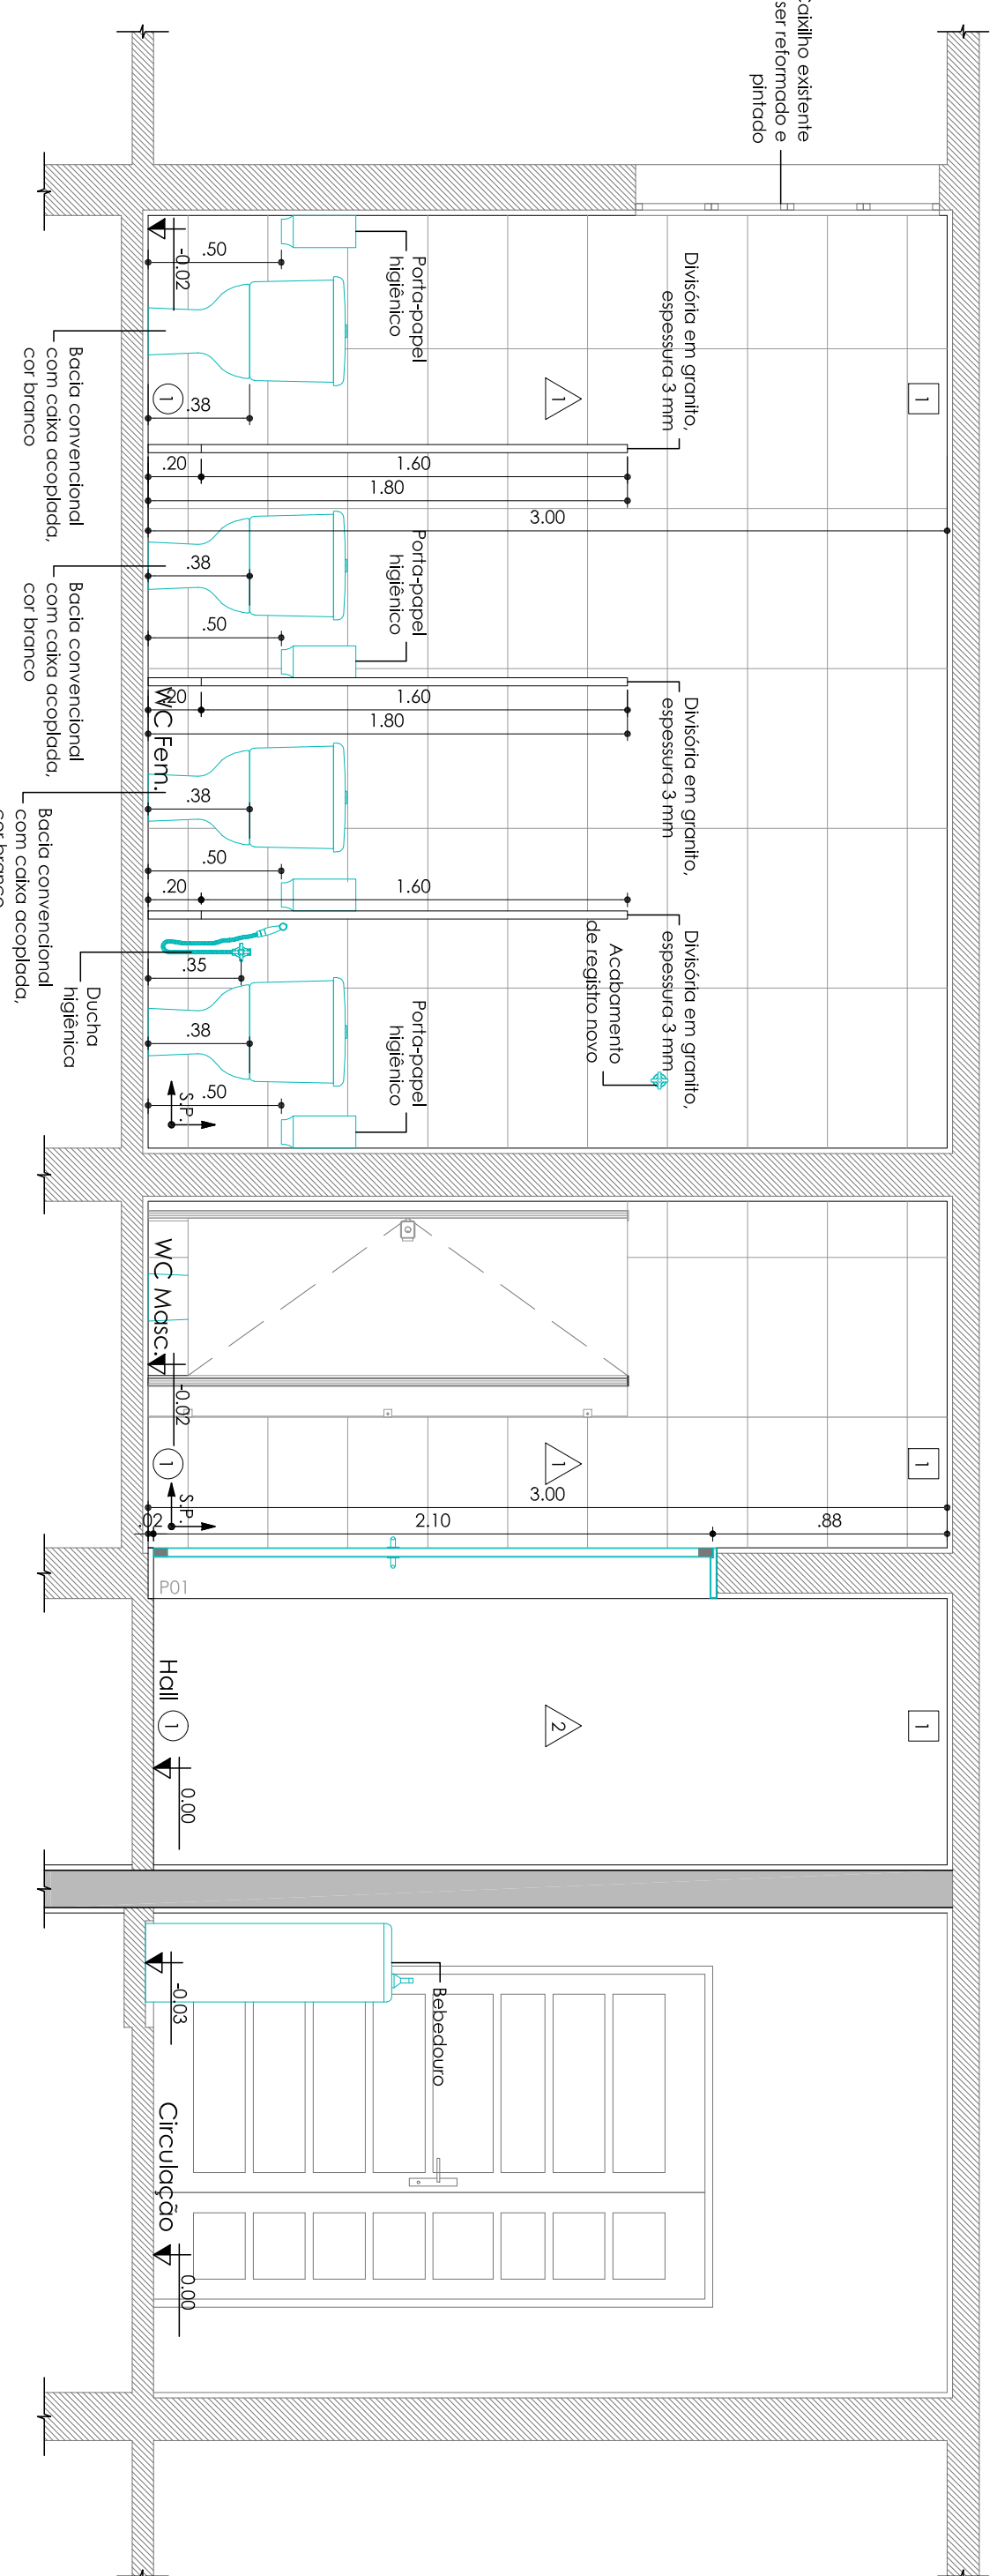 Caixilho existente
ser reformado e
pintado
Divisória em granito,
espessura 3 mm
Divisória em granito,
espessura 3 mm
Divisória em granito,
espessura 3 mm
Acabamento
de registro novo
Porta-papel
higiênico
Porta-papel
higiênico
Porta-papel
higiênico
1
1
1
1
1
2
3.00
3.00
1.60
1.80
1.60
1.80
1.60
.20
.20
.20
.50
.38
.38
.50
.38
.50
.35
.38
.50
-0.02
1
WC Fem.
S.P.
WC Masc.
-0.02
1
S.P.
.02
2.10
.88
P01
Hall
1
0.00
-0.03
Bebedouro
Circulação
0.00
Bacia convencional
com caixa acoplada,
cor branco
Bacia convencional
com caixa acoplada,
cor branco
Bacia convencional
com caixa acoplada,
cor branco
Ducha
higiênica